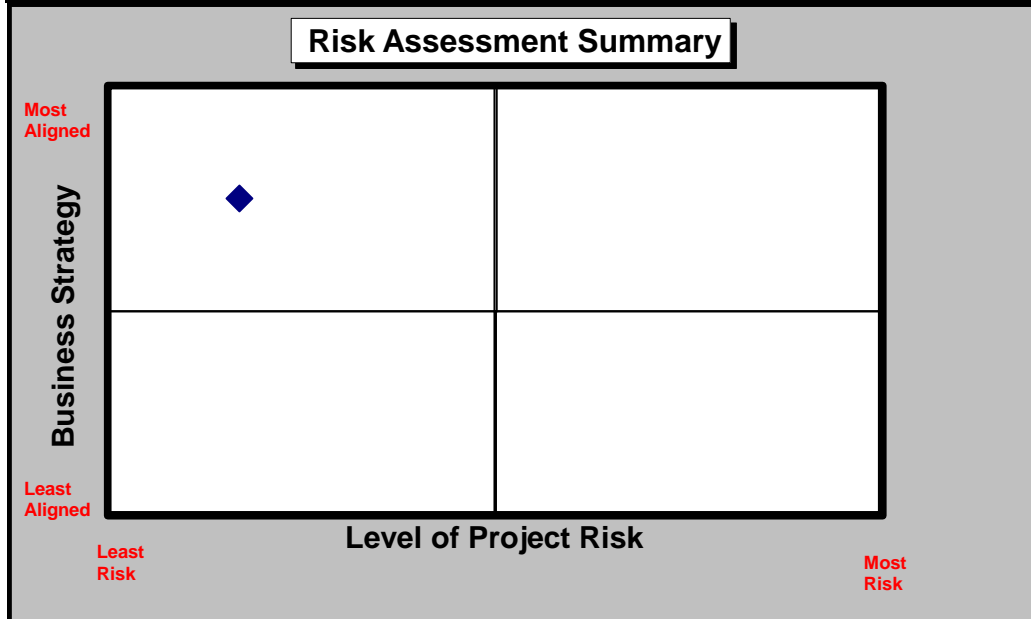 Risk Assessment Summary
Most
Aligned
Business Strategy
Least
Aligned
Level of Project Risk
Least
Risk
Most
Risk